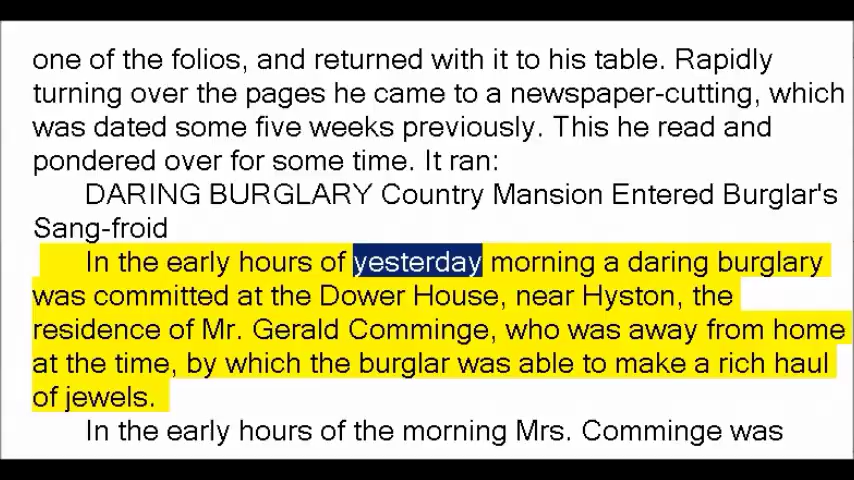 one of the folios, and returned with it to his table. Rapidly
turning over the pages he came to a newspaper-cutting, which
was dated some five weeks previously. This he read and
pondered over for some time. It ran:
DARING BURGLARY Country Mansion Entered Burglar's
Sang-froid
In the early hours of yesterday morning a daring burglary
was committed at the Dower House, near Hyston, the
residence of Mr. Gerald Comminge, who was away from home
at the time, by which the burglar was able to make a rich haul
of jewels.
In the early hours of the morning Mrs. Comminge was